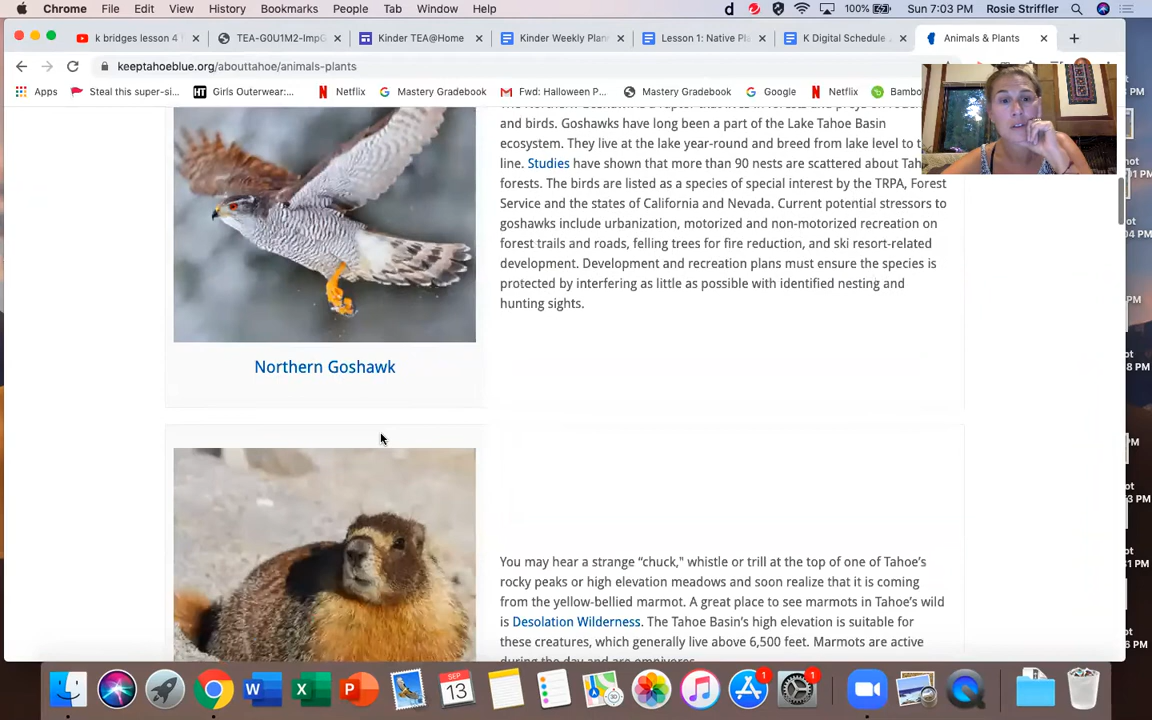 Chrome File Edit View History Bookmarks People Tab Window Help 100% Sun 7:03 PM Rosie Striffler
k bridges lesson 4 TEA-G0U1M2-ImpG Kinder TEA@Home Kinder Weekly Plan Lesson 1: Native Pl K Digital Schedule Animals & Plants
keeptahoeblue.org/abouttahoe/animals-plants
Apps Steal this super-si... Girls Outerwear:... Netflix Mastery Gradebook Fwd: Halloween P... Mastery Gradebook Google Netflix Bambo
and birds. Goshawks have long been a part of the Lake Tahoe Basin
ecosystem. They live at the lake year-round and breed from lake level to
line. Studies have shown that more than 90 nests are scattered about Tah
forests. The birds are listed as a species of special interest by the TRPA, Forest
Service and the states of California and Nevada. Current potential stressors to
goshawks include urbanization, motorized and non-motorized recreation on
forest trails and roads, felling trees for fire reduction, and ski resort-related
development. Development and recreation plans must ensure the species is
protected by interfering as little as possible with identified nesting and
hunting sights.
Northern Goshawk
You may hear a strange “chuck,” whistle or trill at the top of one of Tahoe’s
rocky peaks or high elevation meadows and soon realize that it is coming
from the yellow-bellied marmot. A great place to see marmots in Tahoe’s wild
is Desolation Wilderness. The Tahoe Basin’s high elevation is suitable for
these creatures, which generally live above 6,500 feet. Marmots are active
during the day and are omnivores
SEP
13
1
1